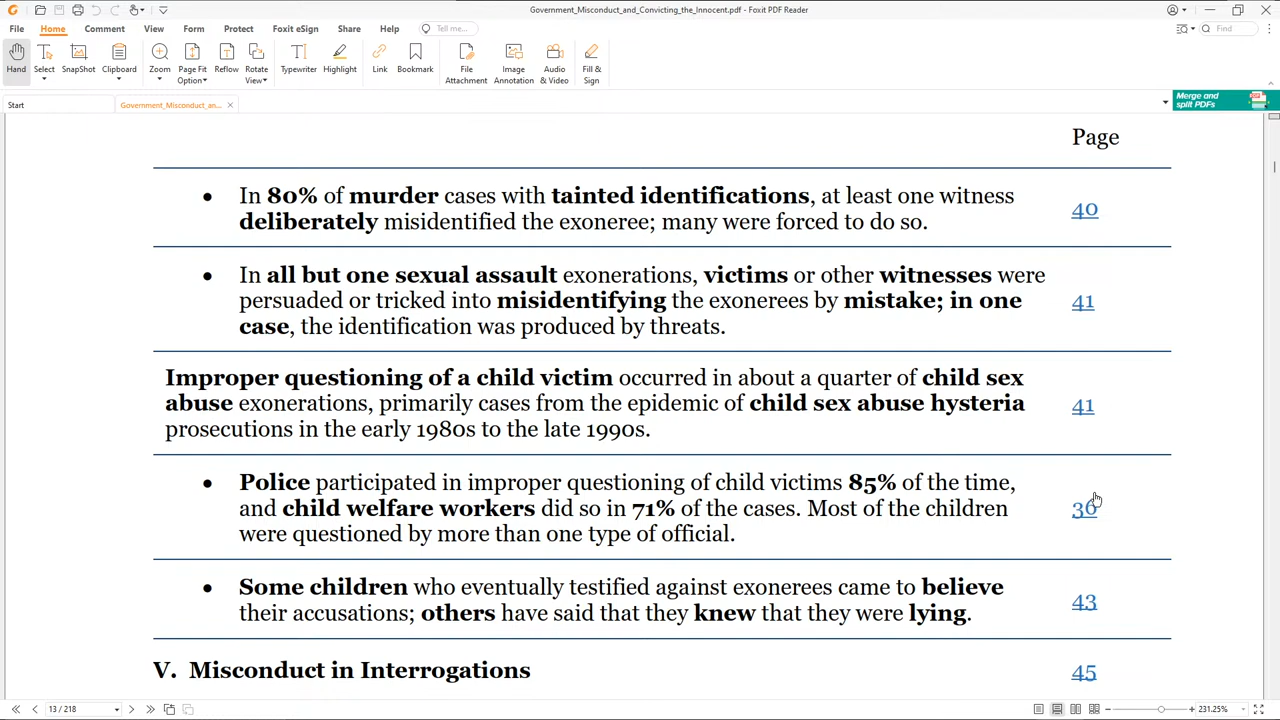 Government_Misconduct_and_Convicting_the_Innocent.pdf - Foxit PDF Reader
File Home Comment View Form Protect Foxit eSign Share Help Tell me... Find
Hand Select SnapShot Clipboard Zoom Page Fit Option Reflow Rotate View Typewriter Highlight Link Bookmark File Attachment Image Annotation Audio & Video Fill & Sign
Start Government_Misconduct_an... Merge and split PDFs
Page
• In 80% of murder cases with tainted identifications, at least one witness
deliberately misidentified the exoneree; many were forced to do so.
40
• In all but one sexual assault exonerations, victims or other witnesses were
persuaded or tricked into misidentifying the exonerees by mistake; in one
case, the identification was produced by threats.
41
Improper questioning of a child victim occurred in about a quarter of child sex
abuse exonerations, primarily cases from the epidemic of child sex abuse hysteria
prosecutions in the early 1980s to the late 1990s.
41
• Police participated in improper questioning of child victims 85% of the time,
and child welfare workers did so in 71% of the cases. Most of the children
were questioned by more than one type of official.
36
• Some children who eventually testified against exonerees came to believe
their accusations; others have said that they knew that they were lying.
43
V. Misconduct in Interrogations 45
13 / 218 231.25%